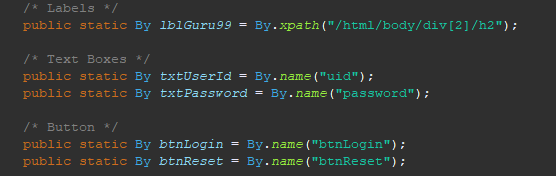 /* Labels */
public static By lblGuru99 = By.xpath("/html/body/div[2]/h2");
/* Text Boxes */
public static By txtUserId = By.name("uid");
public static By txtPassword = By.name("password");
/* Button */
public static By btnLogin = By.name("btnLogin");
public static By btnReset = By.name("btnReset");